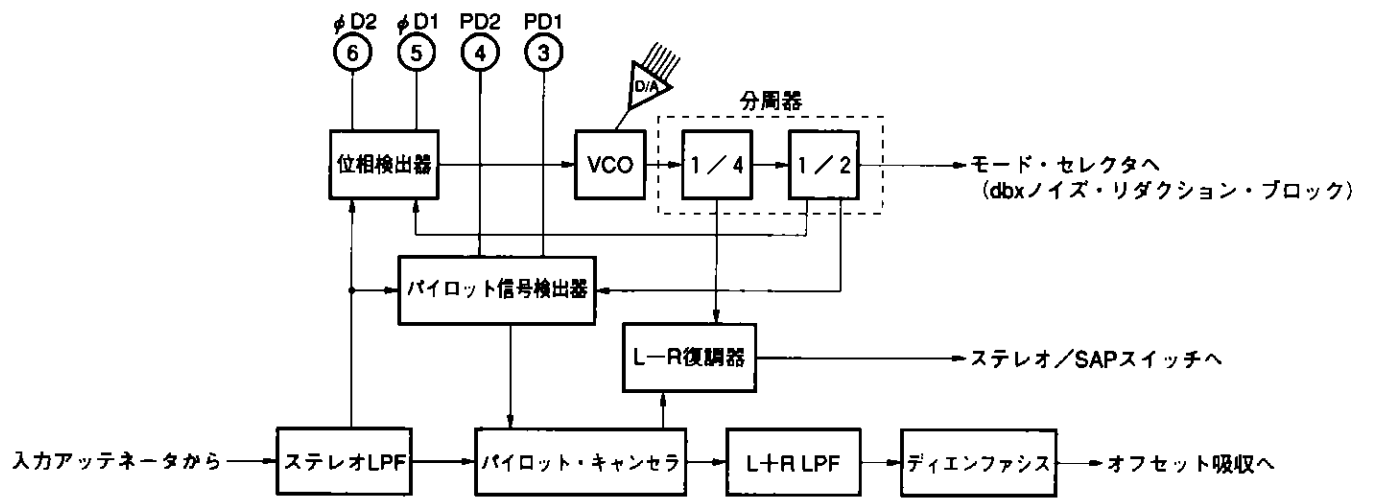 φD2 φD1 PD2 PD1
6 5 4 3
D/A
分周器
位相検出器
VCO
1/4
1/2
モード・セレクタへ
(dbxノイズ・リダクション・ブロック)
パイロット信号検出器
L-R復調器
ステレオ/SAPスイッチへ
入力アッテネータから
ステレオLPF
パイロット・キャンセラ
L+R LPF
ディエンファシス
オフセット吸収へ